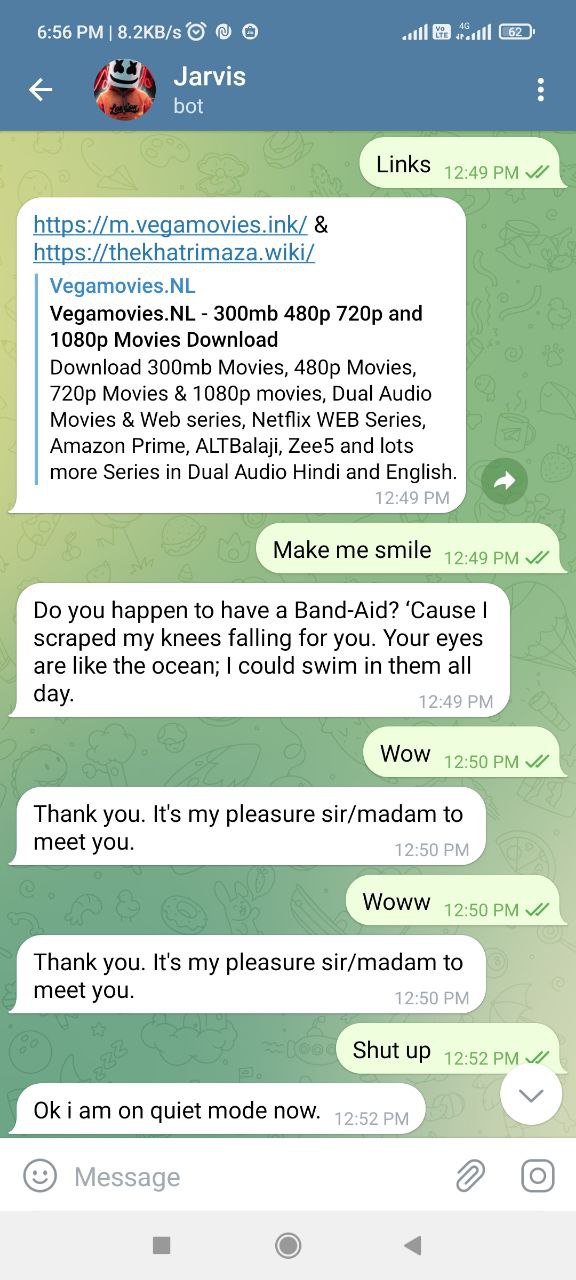 6:56 PM | 8.2KB/s Vo LTE 4G 62
Jarvis
bot
Links 12:49 PM
https://m.vegamovies.ink/ &
https://thekhatrimaza.wiki/
Vegamovies.NL
Vegamovies.NL - 300mb 480p 720p and
1080p Movies Download
Download 300mb Movies, 480p Movies,
720p Movies & 1080p movies, Dual Audio
Movies & Web series, Netflix WEB Series,
Amazon Prime, ALTBalaji, Zee5 and lots
more Series in Dual Audio Hindi and English.
12:49 PM
Make me smile 12:49 PM
Do you happen to have a Band-Aid? ‘Cause I
scraped my knees falling for you. Your eyes
are like the ocean; I could swim in them all
day. 12:49 PM
Wow 12:50 PM
Thank you. It's my pleasure sir/madam to
meet you. 12:50 PM
Woww 12:50 PM
Thank you. It's my pleasure sir/madam to
meet you. 12:50 PM
Shut up 12:52 PM
Ok i am on quiet mode now. 12:52 PM
Message